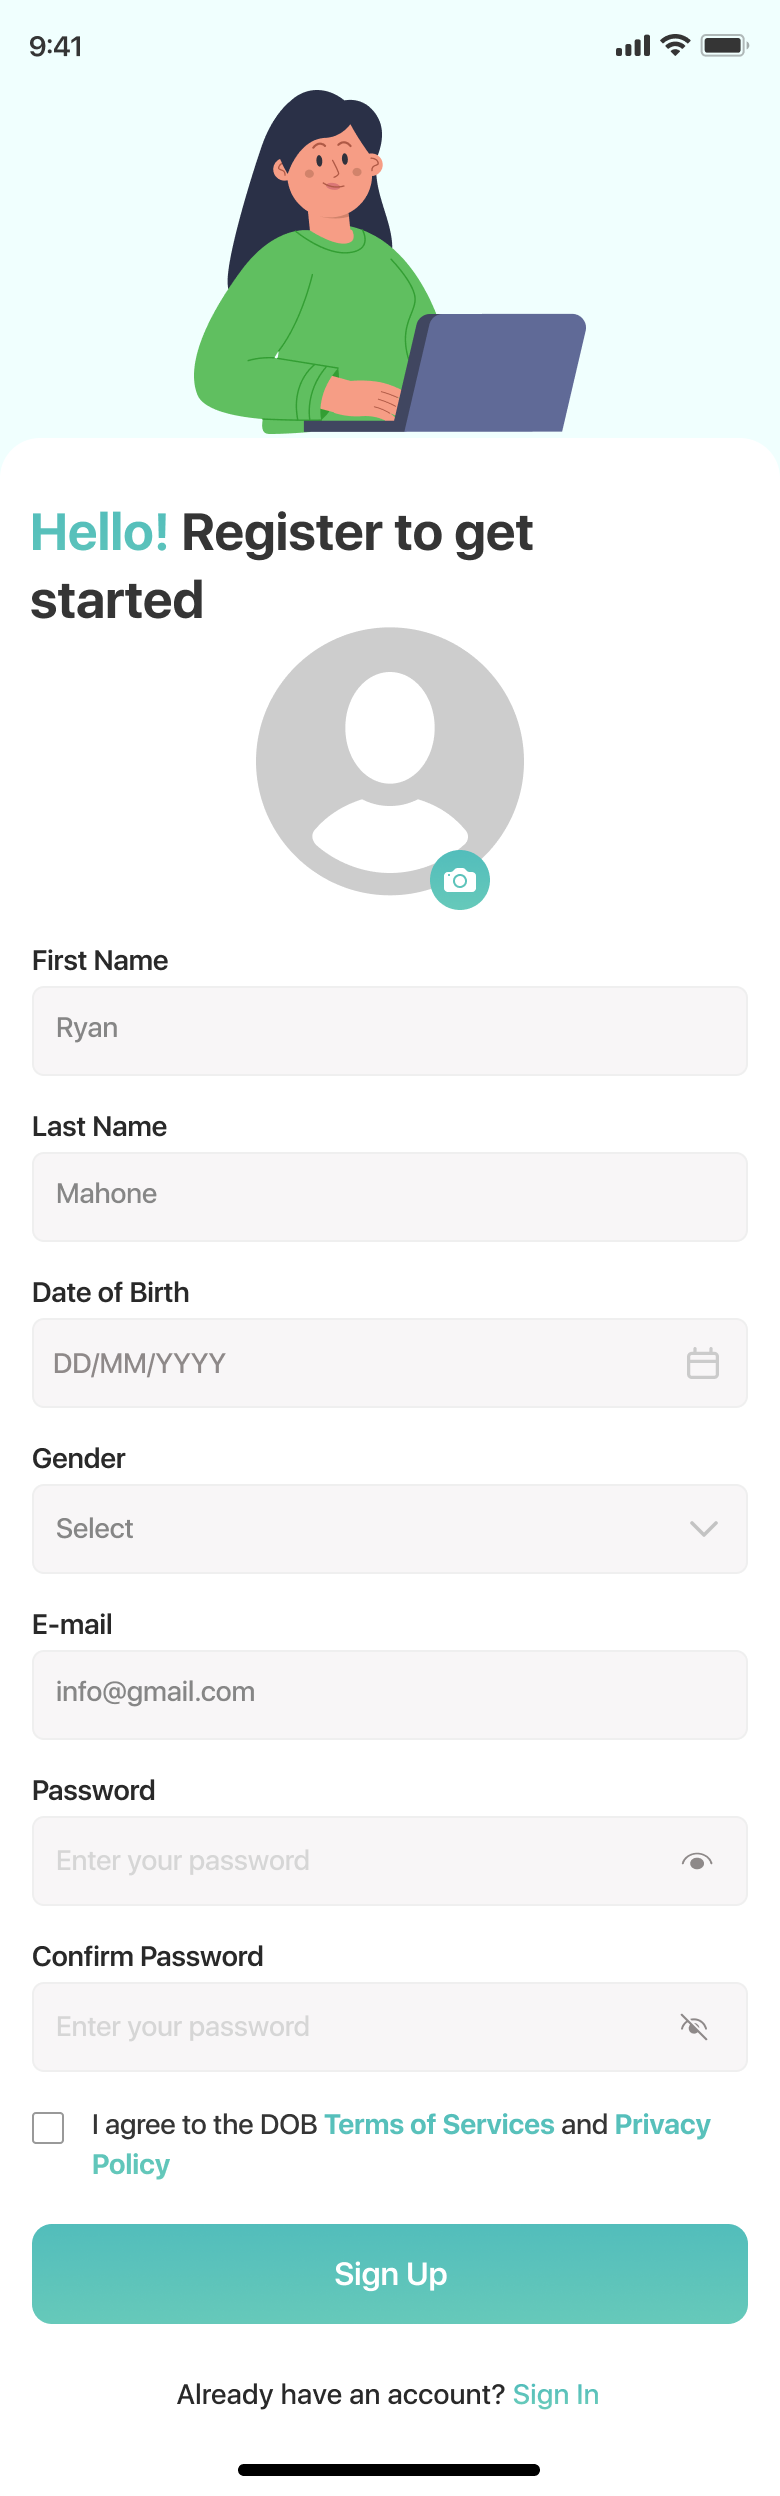 9:41
Hello! Register to get
started
First Name
Ryan
Last Name
Mahone
Date of Birth
DD/MM/YYYY
Gender
Select
E-mail
info@gmail.com
Password
Enter your password
Confirm Password
Enter your password
I agree to the DOB Terms of Services and Privacy
Policy
Sign Up
Already have an account? Sign In